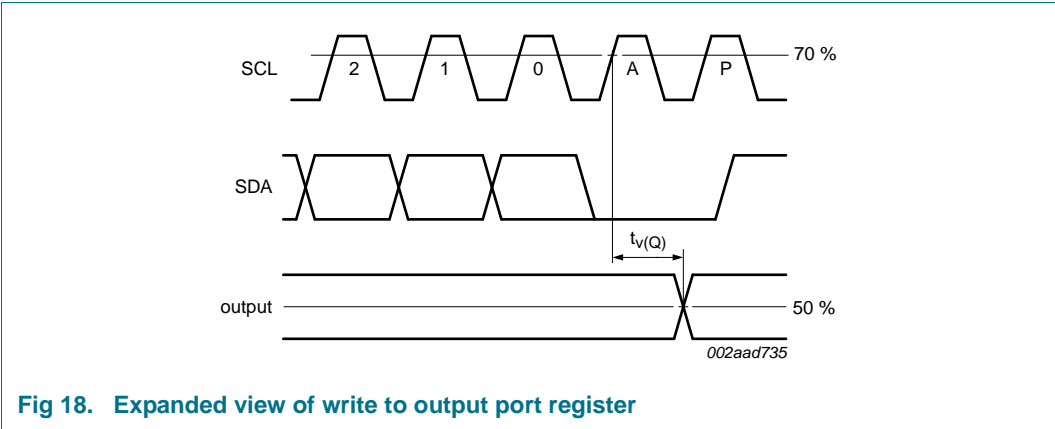 70 %
SCL
2 1 0 A P
SDA
tv(Q)
output
50 %
002aad735
Fig 18. Expanded view of write to output port register